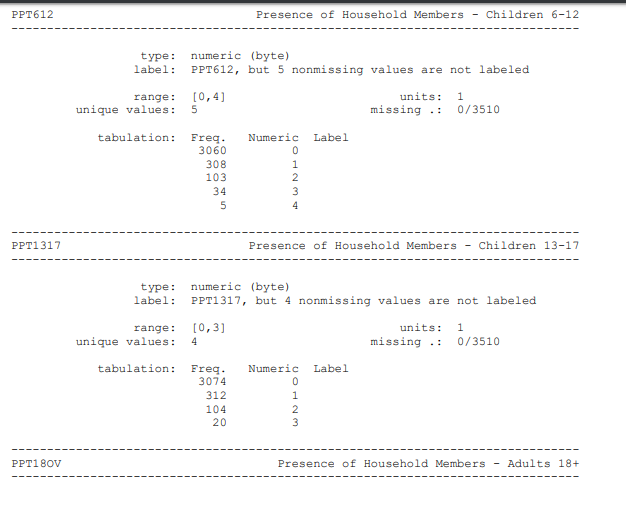 PPT612 Presence of Household Members - Children 6-12
--------------------------------------------------------------------------------
type: numeric (byte)
label: PPT612, but 5 nonmissing values are not labeled
range: [0,4] units: 1
unique values: 5 missing .: 0/3510
tabulation: Freq. Numeric Label
3060 0
308 1
103 2
34 3
5 4
--------------------------------------------------------------------------------
PPT1317 Presence of Household Members - Children 13-17
--------------------------------------------------------------------------------
type: numeric (byte)
label: PPT1317, but 4 nonmissing values are not labeled
range: [0,3] units: 1
unique values: 4 missing .: 0/3510
tabulation: Freq. Numeric Label
3074 0
312 1
104 2
20 3
--------------------------------------------------------------------------------
PPT18OV Presence of Household Members - Adults 18+
--------------------------------------------------------------------------------